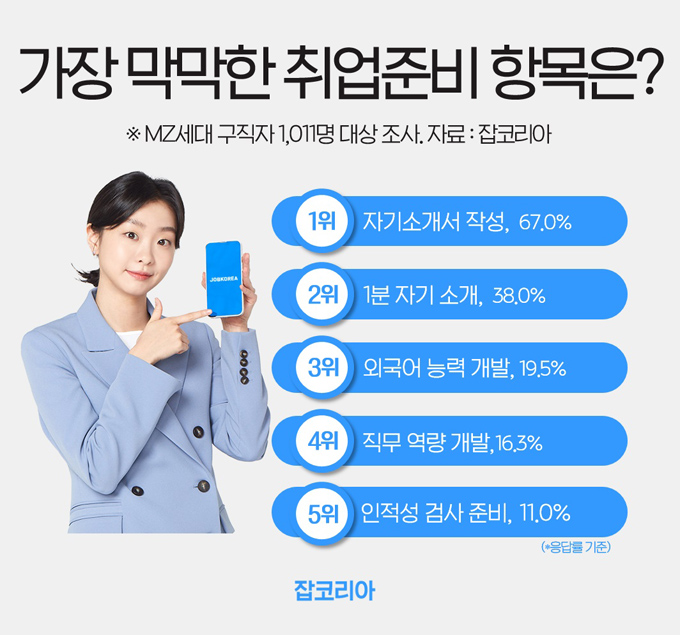 가장 막막한 취업준비 항목은?
※ MZ세대 구직자 1,011명 대상 조사. 자료 : 잡코리아
JOBKOREA
1위 자기소개서 작성, 67.0%
2위 1분 자기 소개, 38.0%
3위 외국어 능력 개발, 19.5%
4위 직무 역량 개발,16.3%
5위 인적성 검사 준비, 11.0%
(*응답률 기준)
잡코리아